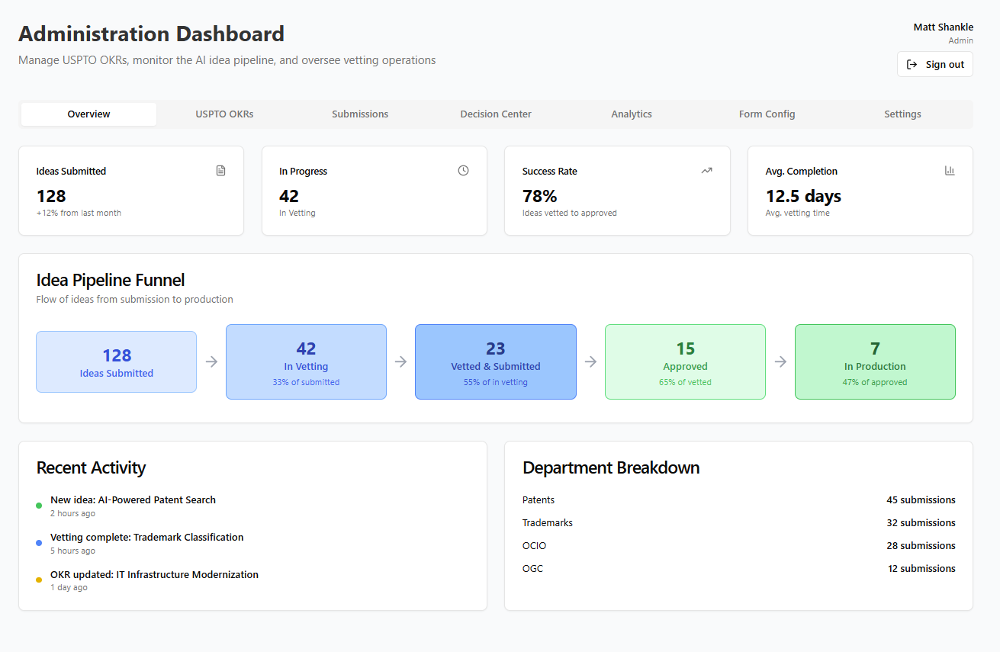 Administration Dashboard
Manage USPTO OKRs, monitor the AI idea pipeline, and oversee vetting operations
Matt Shankle
Admin
Sign out
Overview
USPTO OKRs
Submissions
Decision Center
Analytics
Form Config
Settings
Ideas Submitted
128
+12% from last month
In Progress
42
In Vetting
Success Rate
78%
Ideas vetted to approved
Avg. Completion
12.5 days
Avg. vetting time
Idea Pipeline Funnel
Flow of ideas from submission to production
128
Ideas Submitted
42
In Vetting
33% of submitted
23
Vetted & Submitted
55% of in vetting
15
Approved
65% of vetted
7
In Production
47% of approved
Recent Activity
New idea: AI-Powered Patent Search
2 hours ago
Vetting complete: Trademark Classification
5 hours ago
OKR updated: IT Infrastructure Modernization
1 day ago
Department Breakdown
Patents 45 submissions
Trademarks 32 submissions
OCIO 28 submissions
OGC 12 submissions